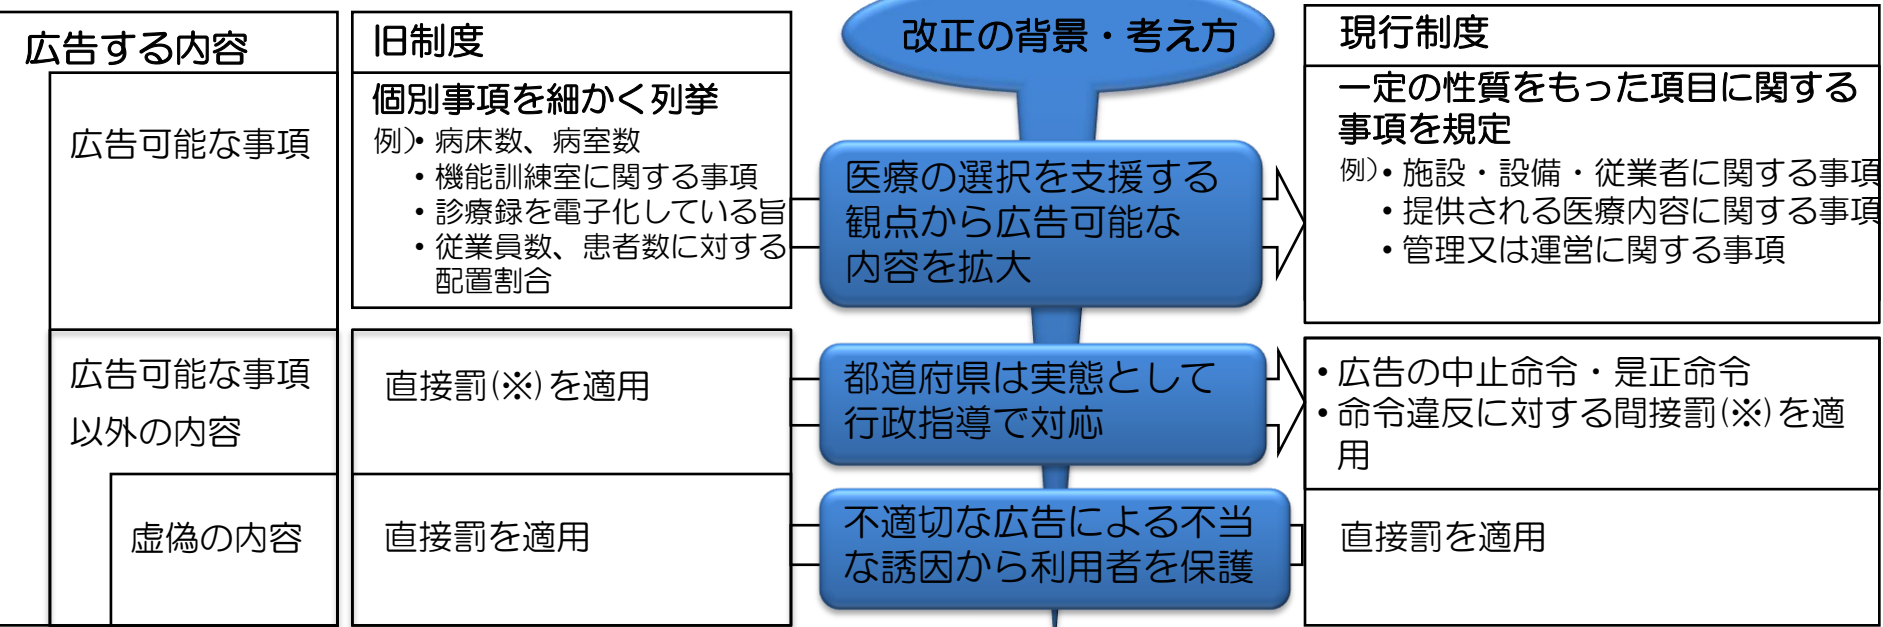 広告する内容
旧制度
改正の背景・考え方
現行制度
広告可能な事項
個別事項を細かく列挙
例)・病床数、病室数
・機能訓練室に関する事項
・診療録を電子化している旨
・従業員数、患者数に対する
配置割合
医療の選択を支援する
観点から広告可能な
内容を拡大
一定の性質をもった項目に関する
事項を規定
例)・施設・設備・従業者に関する事項
・提供される医療内容に関する事項
・管理又は運営に関する事項
広告可能な事項
以外の内容
直接罰(※)を適用
都道府県は実態として
行政指導で対応
・広告の中止命令・是正命令
・命令違反に対する間接罰(※)を適
用
虚偽の内容
直接罰を適用
不適切な広告による不当
な誘因から利用者を保護
直接罰を適用